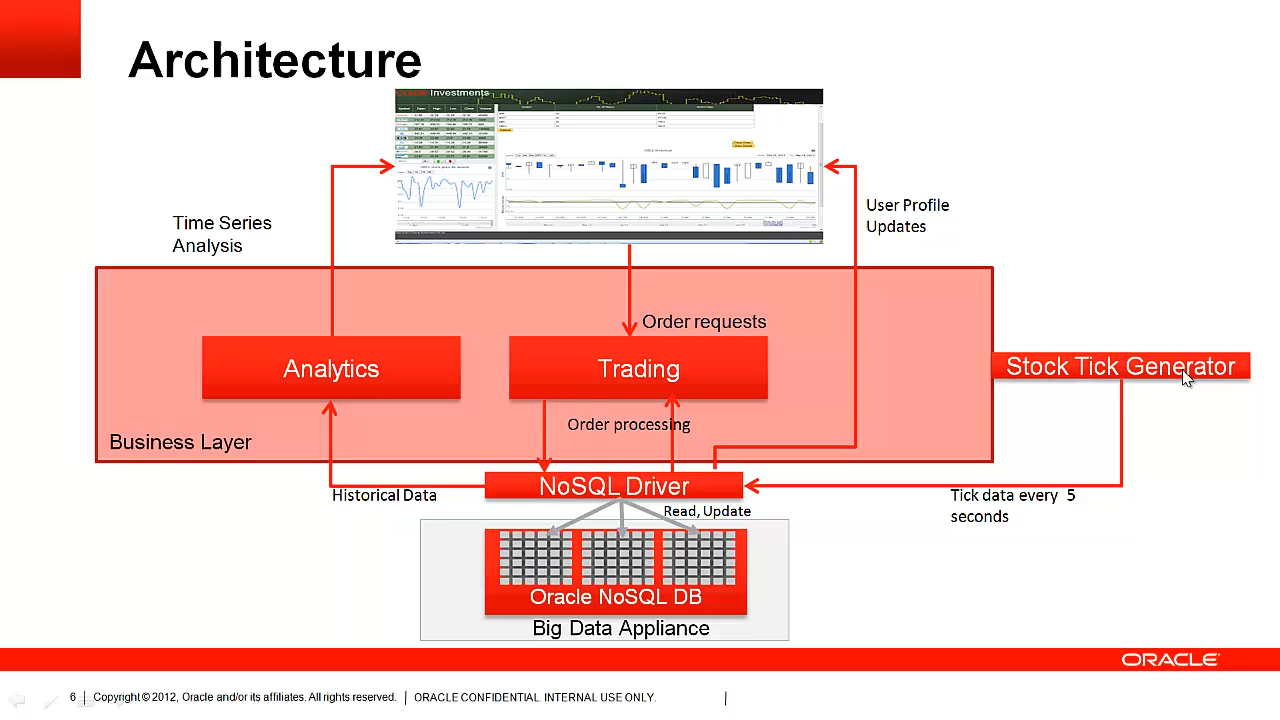 Architecture
Oracle Investments
Time Series
Analysis
User Profile
Updates
Order requests
Analytics
Trading
Stock Tick Generator
Order processing
Business Layer
NoSQL Driver
Historical Data
Tick data every 5
seconds
Read, Update
Oracle NoSQL DB
Big Data Appliance
ORACLE
6 Copyright © 2012, Oracle and/or its affiliates. All rights reserved. ORACLE CONFIDENTIAL. INTERNAL USE ONLY.